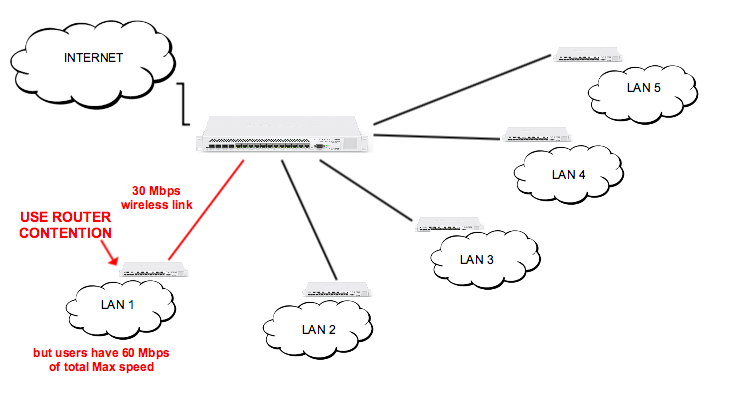 INTERNET
LAN 5
LAN 4
30 Mbps
wireless link
USE ROUTER
CONTENTION
LAN 3
LAN 1
LAN 2
but users have 60 Mbps
of total Max speed